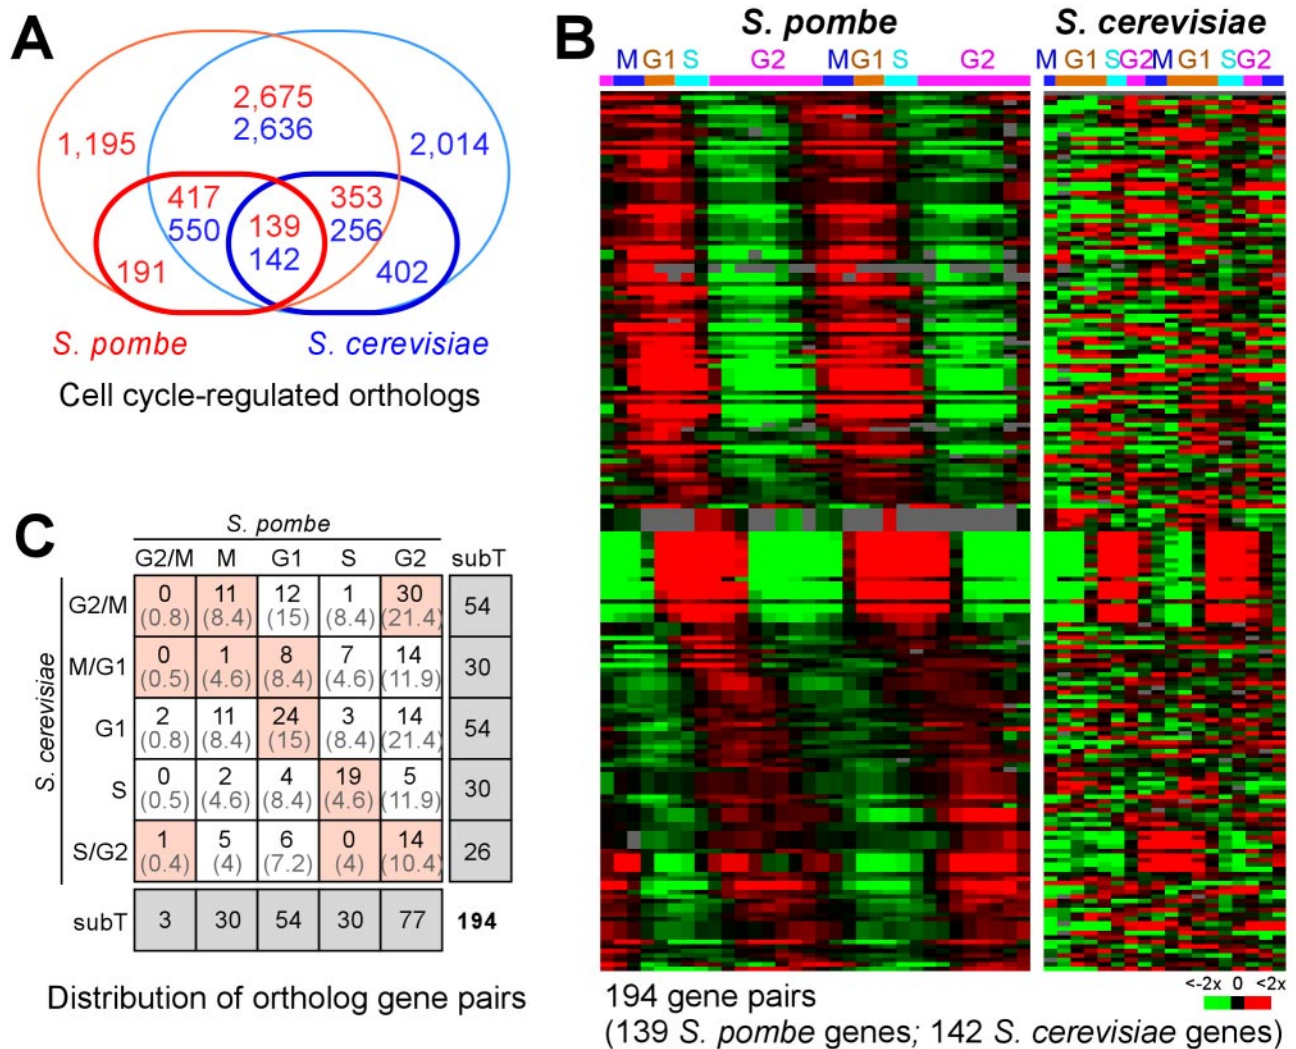 A
2,675
2,636
1,195
2,014
417
353
550
139
256
142
191
402
S. pombe
S. cerevisiae
Cell cycle-regulated orthologs
B
S. pombe
S. cerevisiae
M G1 S G2 M G1 S G2
M G1 S G2 M G1 S G2
<-2x 0 <2x
194 gene pairs
(139 S. pombe genes; 142 S. cerevisiae genes)
C
S. pombe
G2/M M G1 S G2 subT
S. cerevisiae
G2/M 0 11 12 1 30 54
(0.8) (8.4) (15) (8.4) (21.4)
M/G1 0 1 8 7 14 30
(0.5) (4.6) (8.4) (4.6) (11.9)
G1 2 11 24 3 14 54
(0.8) (8.4) (15) (8.4) (21.4)
S 0 2 4 19 5 30
(0.5) (4.6) (8.4) (4.6) (11.9)
S/G2 1 5 6 0 14 26
(0.4) (4) (7.2) (4) (10.4)
subT 3 30 54 30 77 194
Distribution of ortholog gene pairs